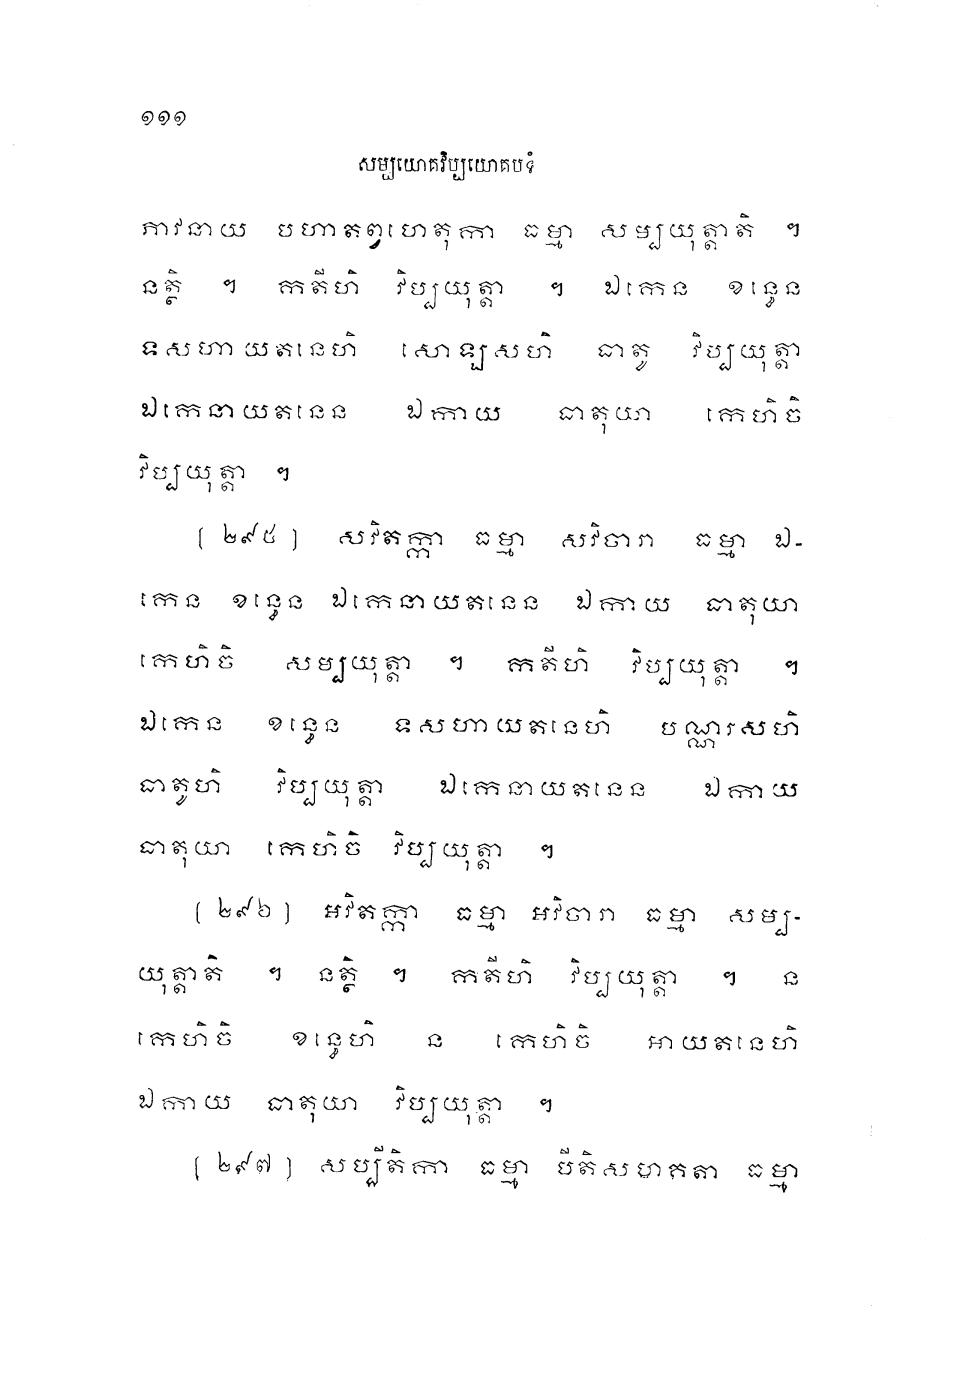 ១១១
សម្បយោគវិប្បយោគបទំ
ភាវនាយ បហាតព្វហេតុកា ធម្មា សម្បយុត្តាតិ ។
នត្ថិ ។ កតីហិ វិប្បយុត្តា ។ ឯកេន ខន្ធេន
ទសហាយតនេហិ សោឡសហិ ធាតូ វិប្បយុត្តា
ឯកេនាយតនេន ឯកាយ ធាតុយា កេហិចិ
វិប្បយុត្តា ។
(២៩៥) សវិតក្កា ធម្មា សវិចារា ធម្មា ឯ-
កេន ខន្ធេន ឯកេនាយតនេន ឯកាយ ធាតុយា
កេហិចិ សម្បយុត្តា ។ កតីហិ វិប្បយុត្តា ។
ឯកេន ខន្ធេន ទសហាយតនេហិ បណ្ណរសហិ
ធាតូហិ វិប្បយុត្តា ឯកេនាយតនេន ឯកាយ
ធាតុយា កេហិចិ វិប្បយុត្តា ។
(២៩៦) អវិតក្កា ធម្មា អវិចារា ធម្មា សម្ប-
យុត្តាតិ ។ នត្ថិ ។ កតីហិ វិប្បយុត្តា ។ ន
កេហិចិ ខន្ធេហិ ន កេហិចិ អាយតនេហិ
ឯកាយ ធាតុយា វិប្បយុត្តា ។
(២៩៧) សប្បីតិកា ធម្មា បីតិសហគតា ធម្មា